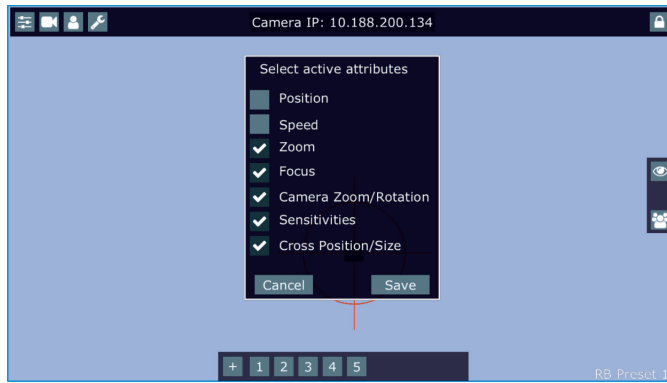 Camera IP: 10.188.200.134
Select active attributes
Position
Speed
Zoom
Focus
Camera Zoom/Rotation
Sensitivities
Cross Position/Size
Cancel Save
+ 1 2 3 4 5
RB Preset 1